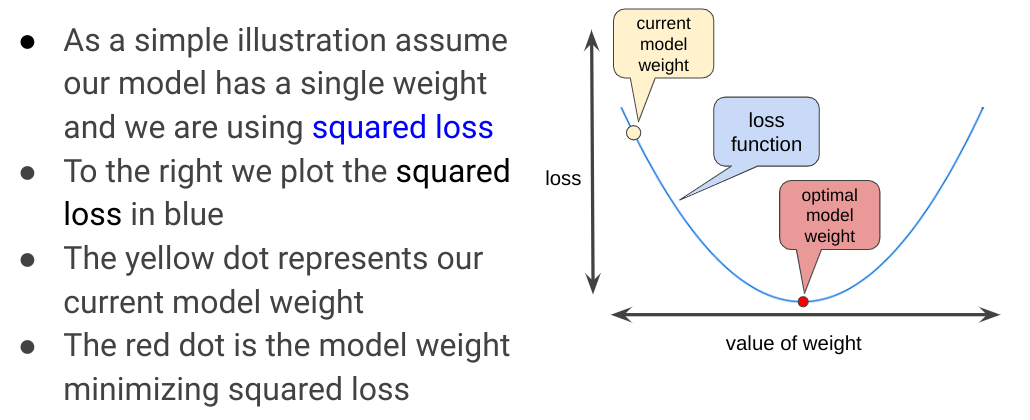 ● As a simple illustration assume
our model has a single weight
and we are using squared loss
● To the right we plot the squared
loss in blue
● The yellow dot represents our
current model weight
● The red dot is the model weight
minimizing squared loss
current
model
weight
loss
function
loss
optimal
model
weight
value of weight